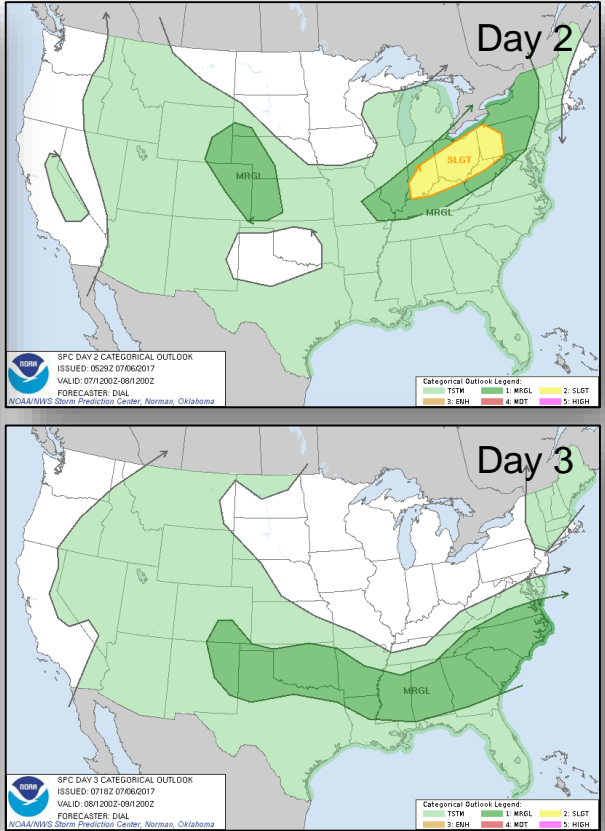 Day 2
SLGT
MRGL
MRGL
NOAA
SPC DAY 2 CATEGORICAL OUTLOOK
ISSUED: 0529Z 07/06/2017
VALID: 07/1200Z-08/1200Z
FORECASTER: DIAL
NOAA/NWS Storm Prediction Center, Norman, Oklahoma
Categorical Outlook Legend:
TSTM 1: MRGL 2: SLGT
3: ENH 4: MDT 5: HIGH
Day 3
MRGL
NOAA
SPC DAY 3 CATEGORICAL OUTLOOK
ISSUED: 0718Z 07/06/2017
VALID: 08/1200Z-09/1200Z
FORECASTER: DIAL
NOAA/NWS Storm Prediction Center, Norman, Oklahoma
Categorical Outlook Legend:
TSTM 1: MRGL 2: SLGT
3: ENH 4: MDT 5: HIGH